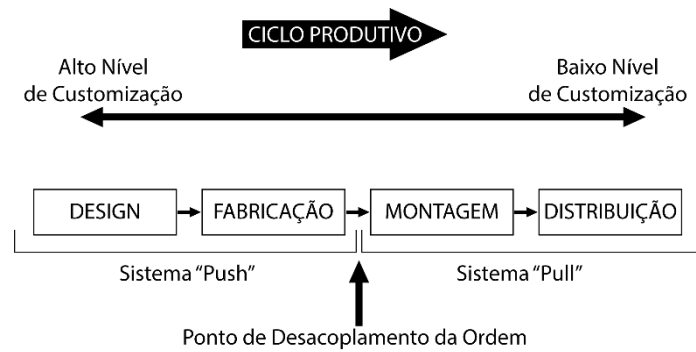 CICLO PRODUTIVO
Alto Nível
de Customização
Baixo Nível
de Customização
DESIGN
FABRICAÇÃO
MONTAGEM
DISTRIBUIÇÃO
Sistema "Push"
Sistema "Pull"
Ponto de Desacoplamento da Ordem